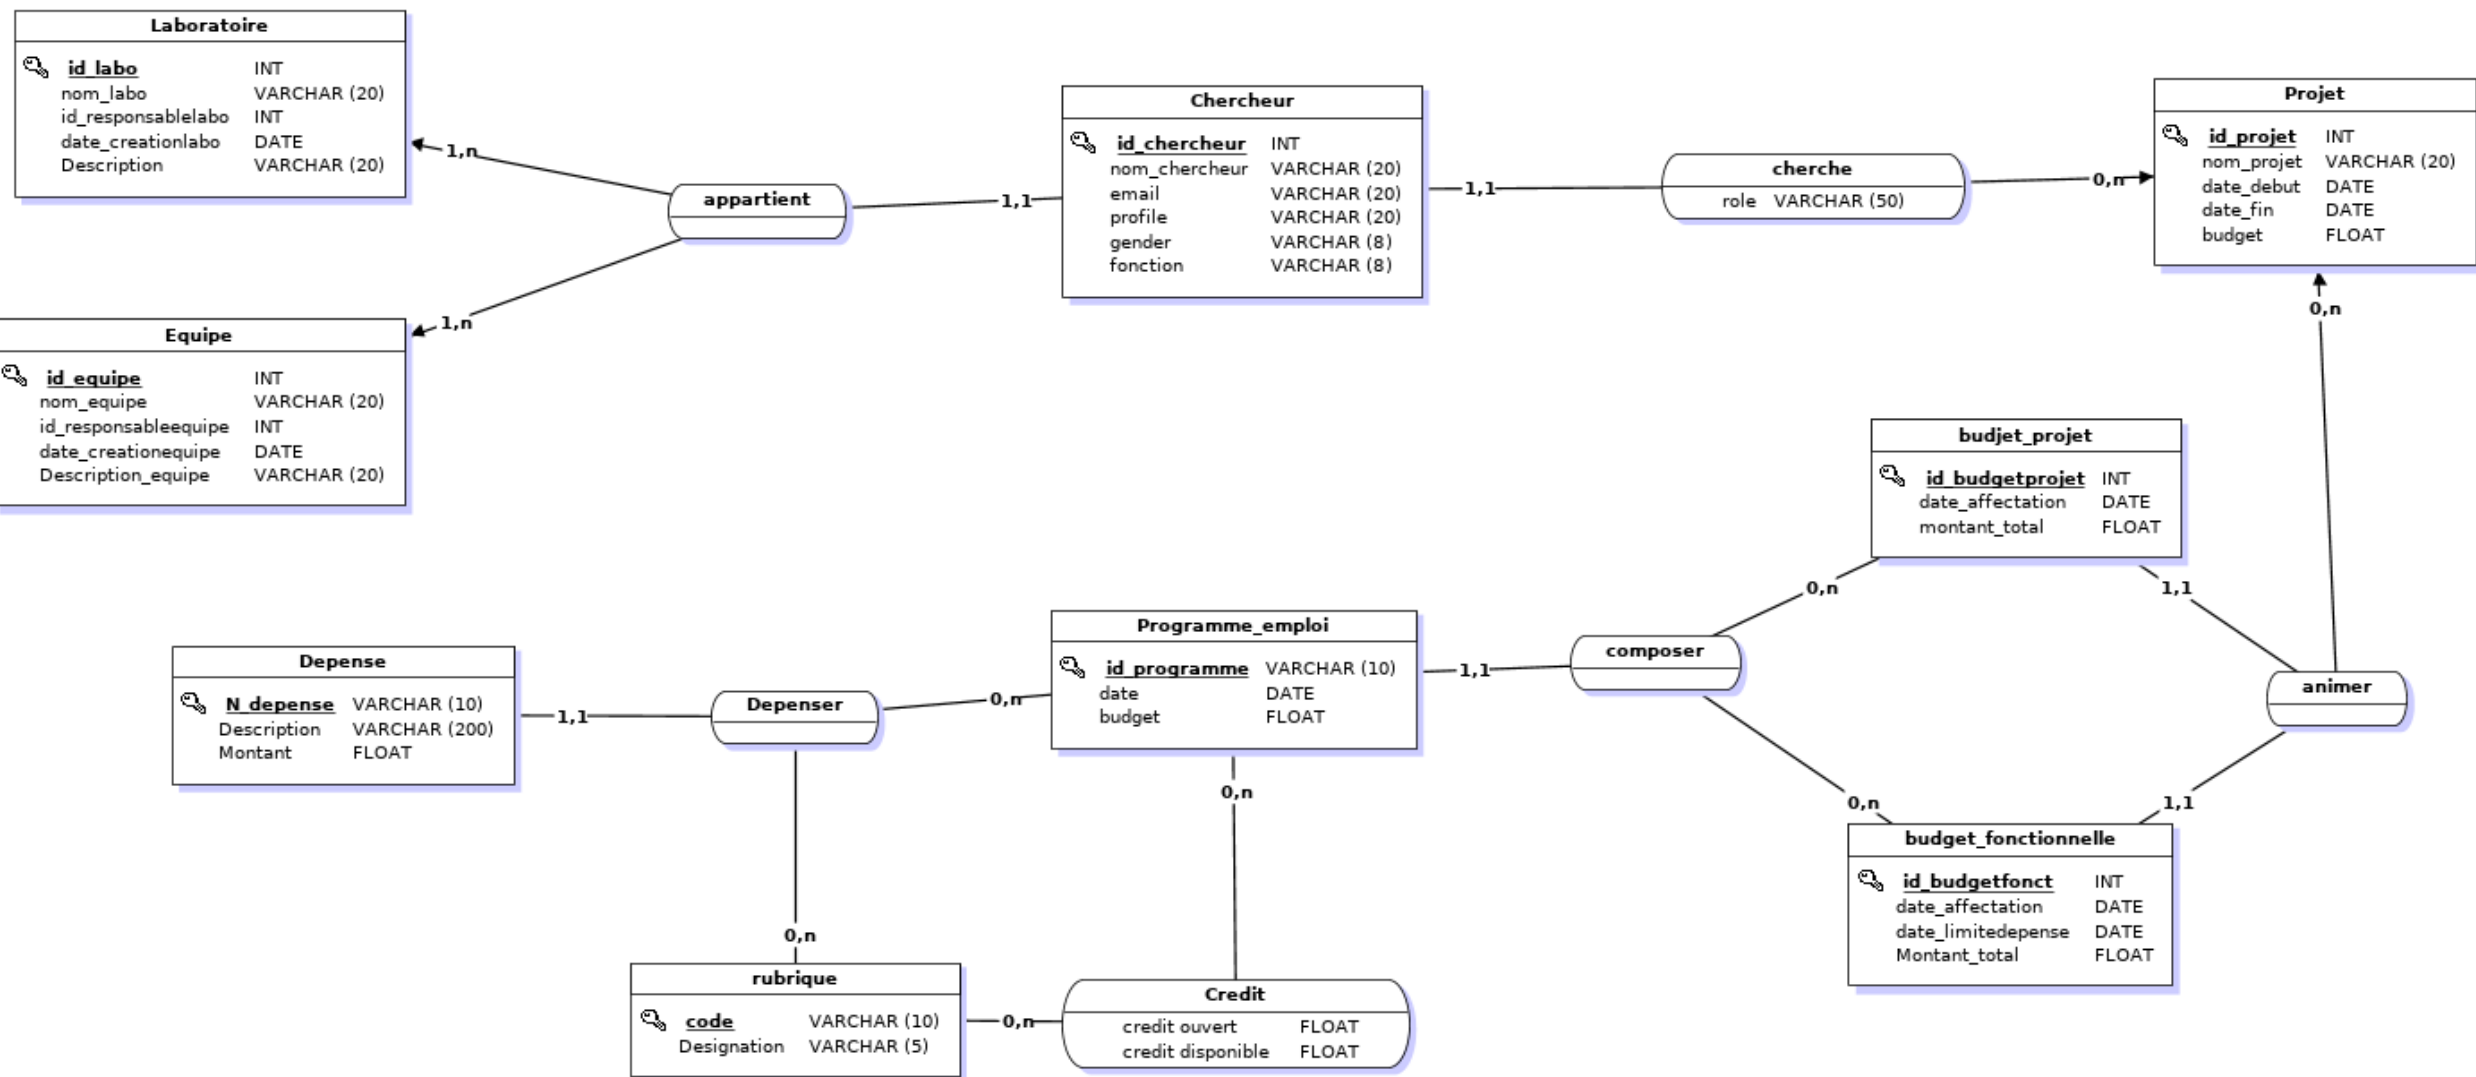 Laboratoire
id_labo INT
nom_labo VARCHAR (20)
id_responsablelabo INT
date_creationlabo DATE
Description VARCHAR (20)
1,n
appartient
1,1
1,n
Equipe
id_equipe INT
nom_equipe VARCHAR (20)
id_responsableequipe INT
date_creationequipe DATE
Description_equipe VARCHAR (20)
Chercheur
id_chercheur INT
nom_chercheur VARCHAR (20)
email VARCHAR (20)
profile VARCHAR (20)
gender VARCHAR (8)
fonction VARCHAR (8)
1,1
cherche
role VARCHAR (50)
0,n
Projet
id_projet INT
nom_projet VARCHAR (20)
date_debut DATE
date_fin DATE
budget FLOAT
0,n
budjet_projet
id_budgetprojet INT
date_affectation DATE
montant_total FLOAT
0,n
1,1
Depense
N_depense VARCHAR (10)
Description VARCHAR (200)
Montant FLOAT
1,1
Depenser
0,n
Programme_emploi
id_programme VARCHAR (10)
date DATE
budget FLOAT
1,1
composer
animer
0,n
0,n
1,1
budget_fonctionnelle
id_budgetfonct INT
date_affectation DATE
date_limitedepense DATE
Montant_total FLOAT
0,n
rubrique
code VARCHAR (10)
Designation VARCHAR (5)
0,n
Credit
credit ouvert FLOAT
credit disponible FLOAT